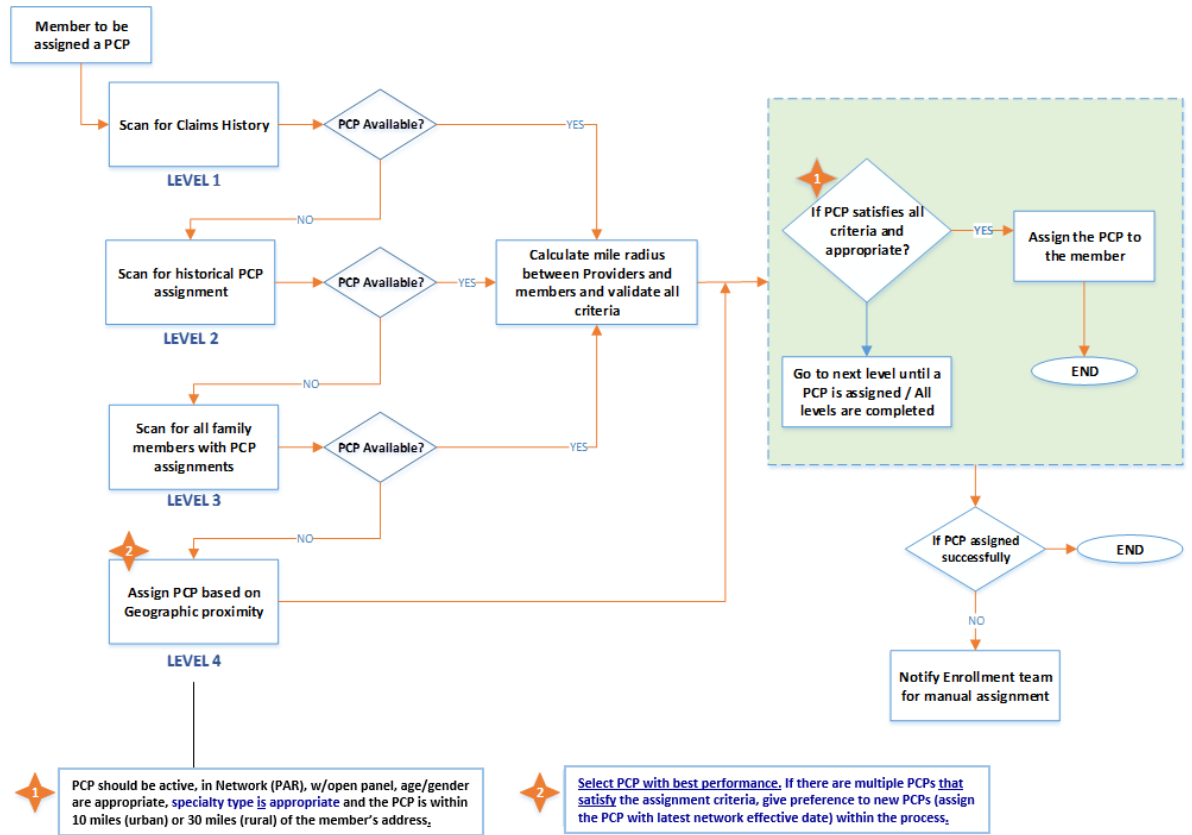 Member to be
assigned a PCP
Scan for Claims History
LEVEL 1
PCP Available?
YES
NO
Scan for historical PCP
assignment
LEVEL 2
PCP Available?
YES
NO
Scan for all family
members with PCP
assignments
LEVEL 3
PCP Available?
YES
NO
2
Assign PCP based on
Geographic proximity
LEVEL 4
Calculate mile radius
between Providers and
members and validate all
criteria
1
If PCP satisfies all
criteria and
appropriate?
YES
Assign the PCP to
the member
END
Go to next level until a
PCP is assigned / All
levels are completed
If PCP assigned
successfully
END
NO
Notify Enrollment team
for manual assignment
1
PCP should be active, in Network (PAR), w/open panel, age/gender
are appropriate, specialty type is appropriate and the PCP is within
10 miles (urban) or 30 miles (rural) of the member's address.
2
Select PCP with best performance. If there are multiple PCPs that
satisfy the assignment criteria, give preference to new PCPs (assign
the PCP with latest network effective date) within the process.